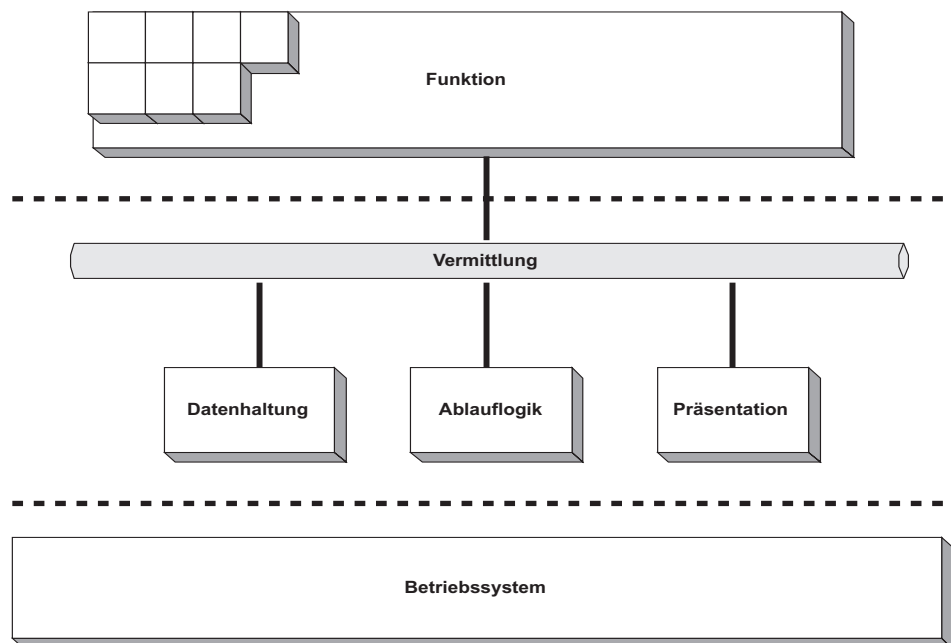 Funktion
Vermittlung
Datenhaltung
Ablauflogik
Präsentation
Betriebssystem